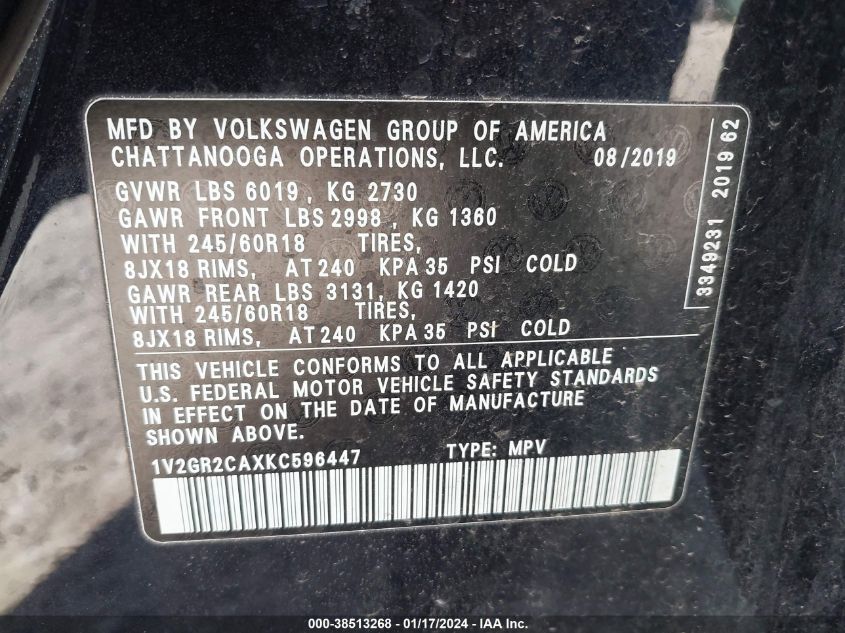 MFD BY VOLKSWAGEN GROUP OF AMERICA
CHATTANOOGA OPERATIONS, LLC. 08/2019
GVWR LBS 6019, KG 2730
GAWR FRONT LBS 2998, KG 1360
WITH 245/60R18 TIRES,
8JX18 RIMS, AT 240 KPA 35 PSI COLD
GAWR REAR LBS 3131, KG 1420
WITH 245/60R18 TIRES,
8JX18 RIMS, AT 240 KPA 35 PSI COLD
THIS VEHICLE CONFORMS TO ALL APPLICABLE
U.S. FEDERAL MOTOR VEHICLE SAFETY STANDARDS
IN EFFECT ON THE DATE OF MANUFACTURE
SHOWN ABOVE.
1V2GR2CAXKC596447 TYPE: MPV
3349231 2019 62
000-38513268 - 01/17/2024 - IAA Inc.